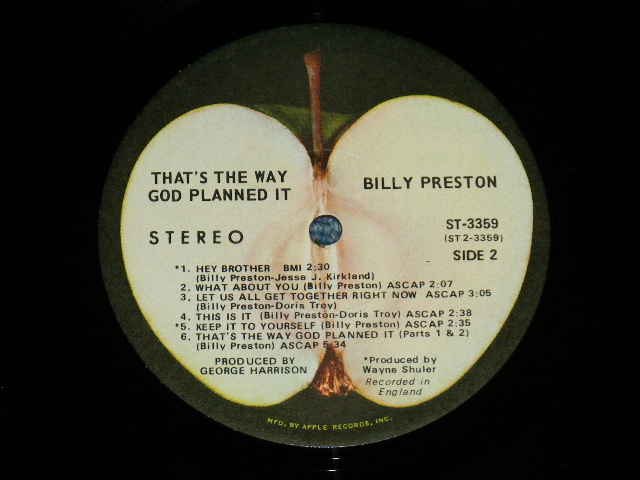 THAT'S THE WAY
GOD PLANNED IT
BILLY PRESTON
STEREO
ST-3359
(ST 2-3359)
SIDE 2
*1. HEY BROTHER BMI 2:30
(Billy Preston-Jesse J. Kirkland)
2. WHAT ABOUT YOU (Billy Preston) ASCAP 2:07
3. LET US ALL GET TOGETHER RIGHT NOW ASCAP 3:05
(Billy Preston-Doris Troy)
4. THIS IS IT (Billy Preston-Doris Troy) ASCAP 2:38
*5. KEEP IT TO YOURSELF (Billy Preston) ASCAP 2:35
6. THAT'S THE WAY GOD PLANNED IT (Parts 1 & 2)
(Billy Preston) ASCAP 5:34
PRODUCED BY
GEORGE HARRISON
*Produced by
Wayne Shuler
Recorded in
England
MFD. BY APPLE RECORDS, INC.